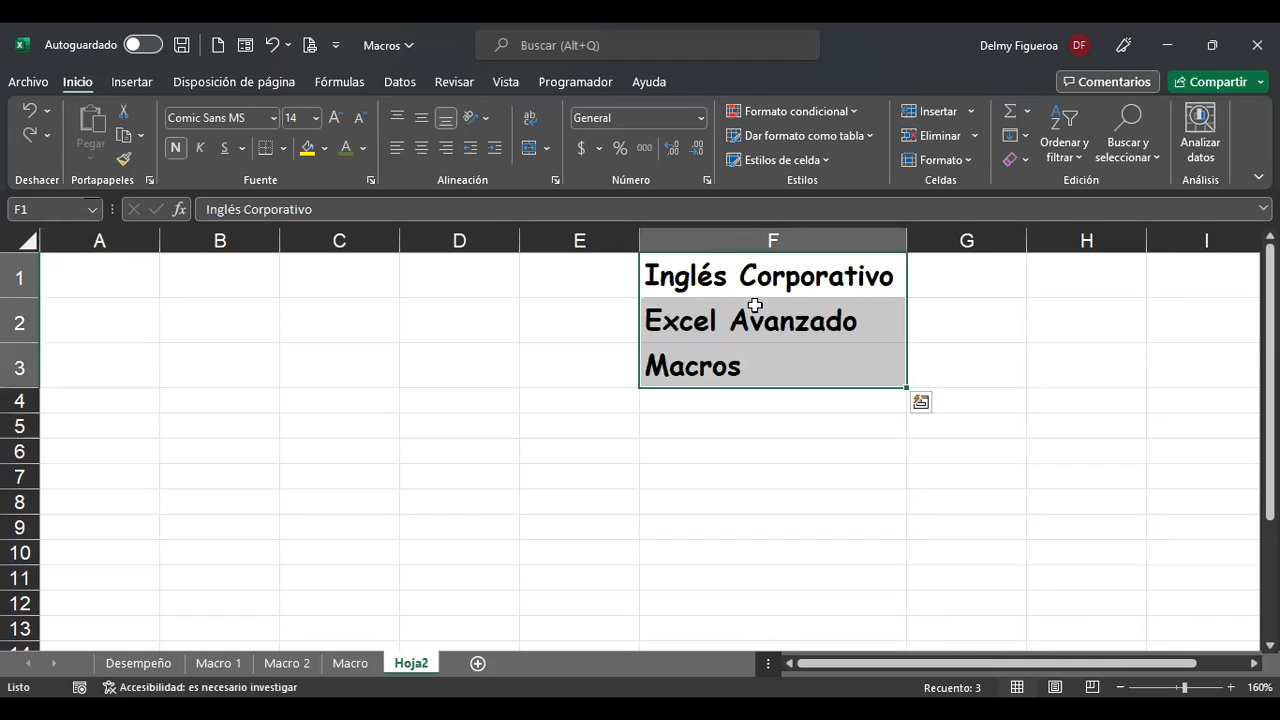 Autoguardado Macros Buscar (Alt+Q) Delmy Figueroa DF
Archivo Inicio Insertar Disposición de página Fórmulas Datos Revisar Vista Programador Ayuda Comentarios Compartir
Pegar Comic Sans MS 14 General Formato condicional Insertar Ordenar y filtrar Buscar y seleccionar Analizar datos
N K S $ % 000 Dar formato como tabla Eliminar
Estilos de celda Formato
Deshacer Portapapeles Fuente Alineación Número Estilos Celdas Edición Análisis
F1 fx Inglés Corporativo
A B C D E F G H I
1 Inglés Corporativo
2 Excel Avanzado
3 Macros
4
5
6
7
8
9
10
11
12
13
Desempeño Macro 1 Macro 2 Macro Hoja2
Listo Accesibilidad: es necesario investigar Recuento: 3 160%